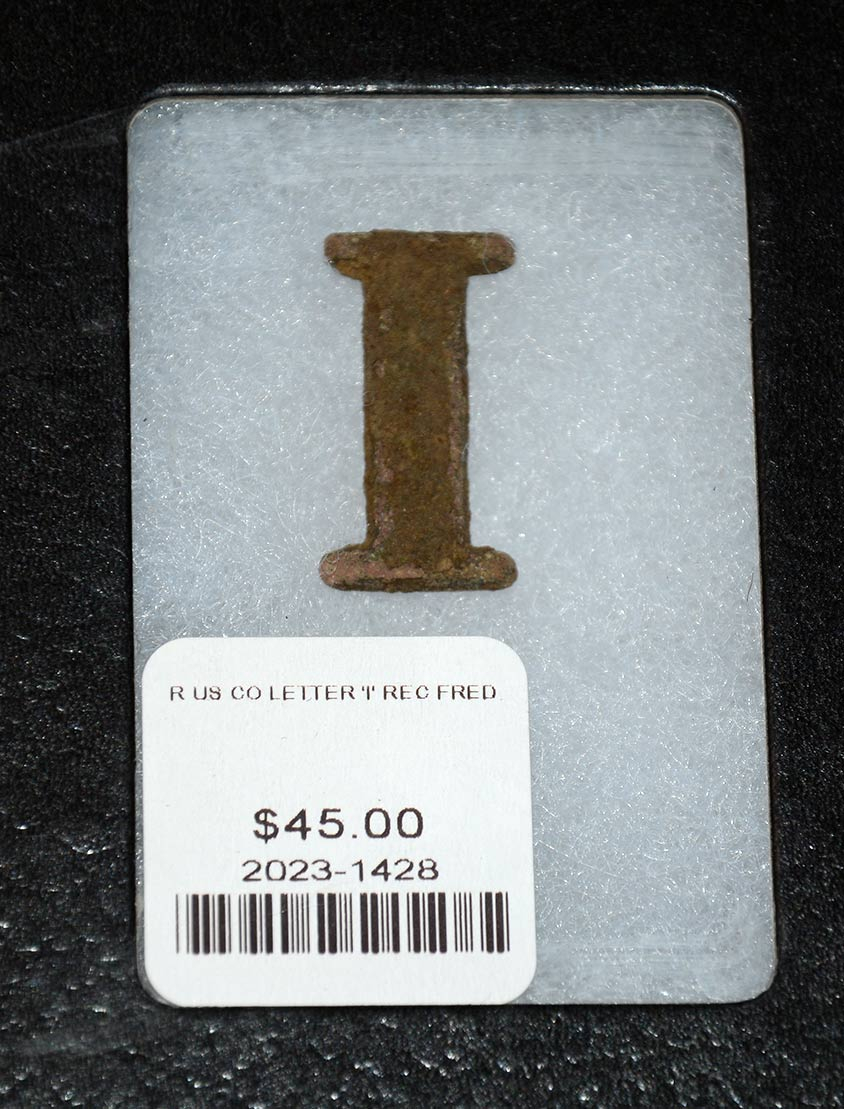 I
R US CO LETTER 'I' REC FRED
$45.00
2023-1428